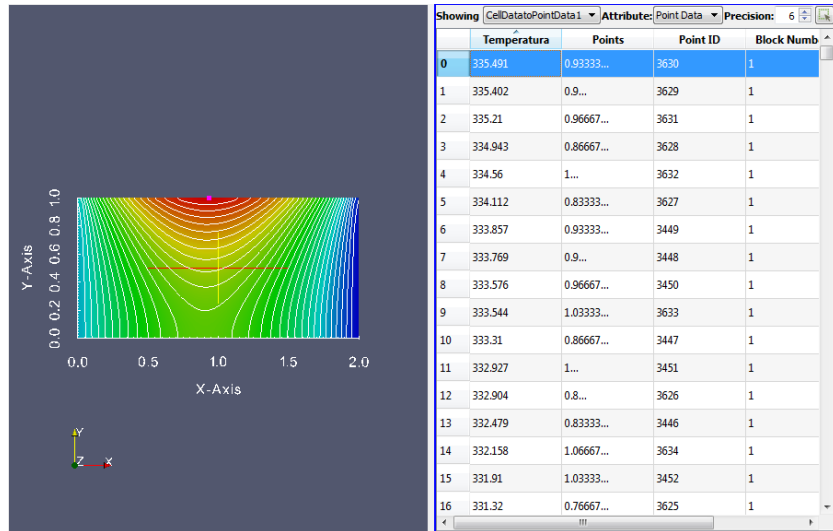 Showing CellDatatoPointData1 Attribute: Point Data Precision: 6
Temperatura Points Point ID Block Numb
0 335.491 0.93333... 3630 1
1 335.402 0.9... 3629 1
2 335.21 0.96667... 3631 1
3 334.943 0.86667... 3628 1
4 334.56 1... 3632 1
5 334.112 0.83333... 3627 1
6 333.857 0.93333... 3449 1
7 333.769 0.9... 3448 1
8 333.576 0.96667... 3450 1
9 333.544 1.03333... 3633 1
10 333.31 0.86667... 3447 1
11 332.927 1... 3451 1
12 332.904 0.8... 3626 1
13 332.479 0.83333... 3446 1
14 332.158 1.06667... 3634 1
15 331.91 1.03333... 3452 1
16 331.32 0.76667... 3625 1
Y-Axis
0.0 0.2 0.4 0.6 0.8 1.0
0.0 0.5 1.0 1.5 2.0
X-Axis
Y
Z X